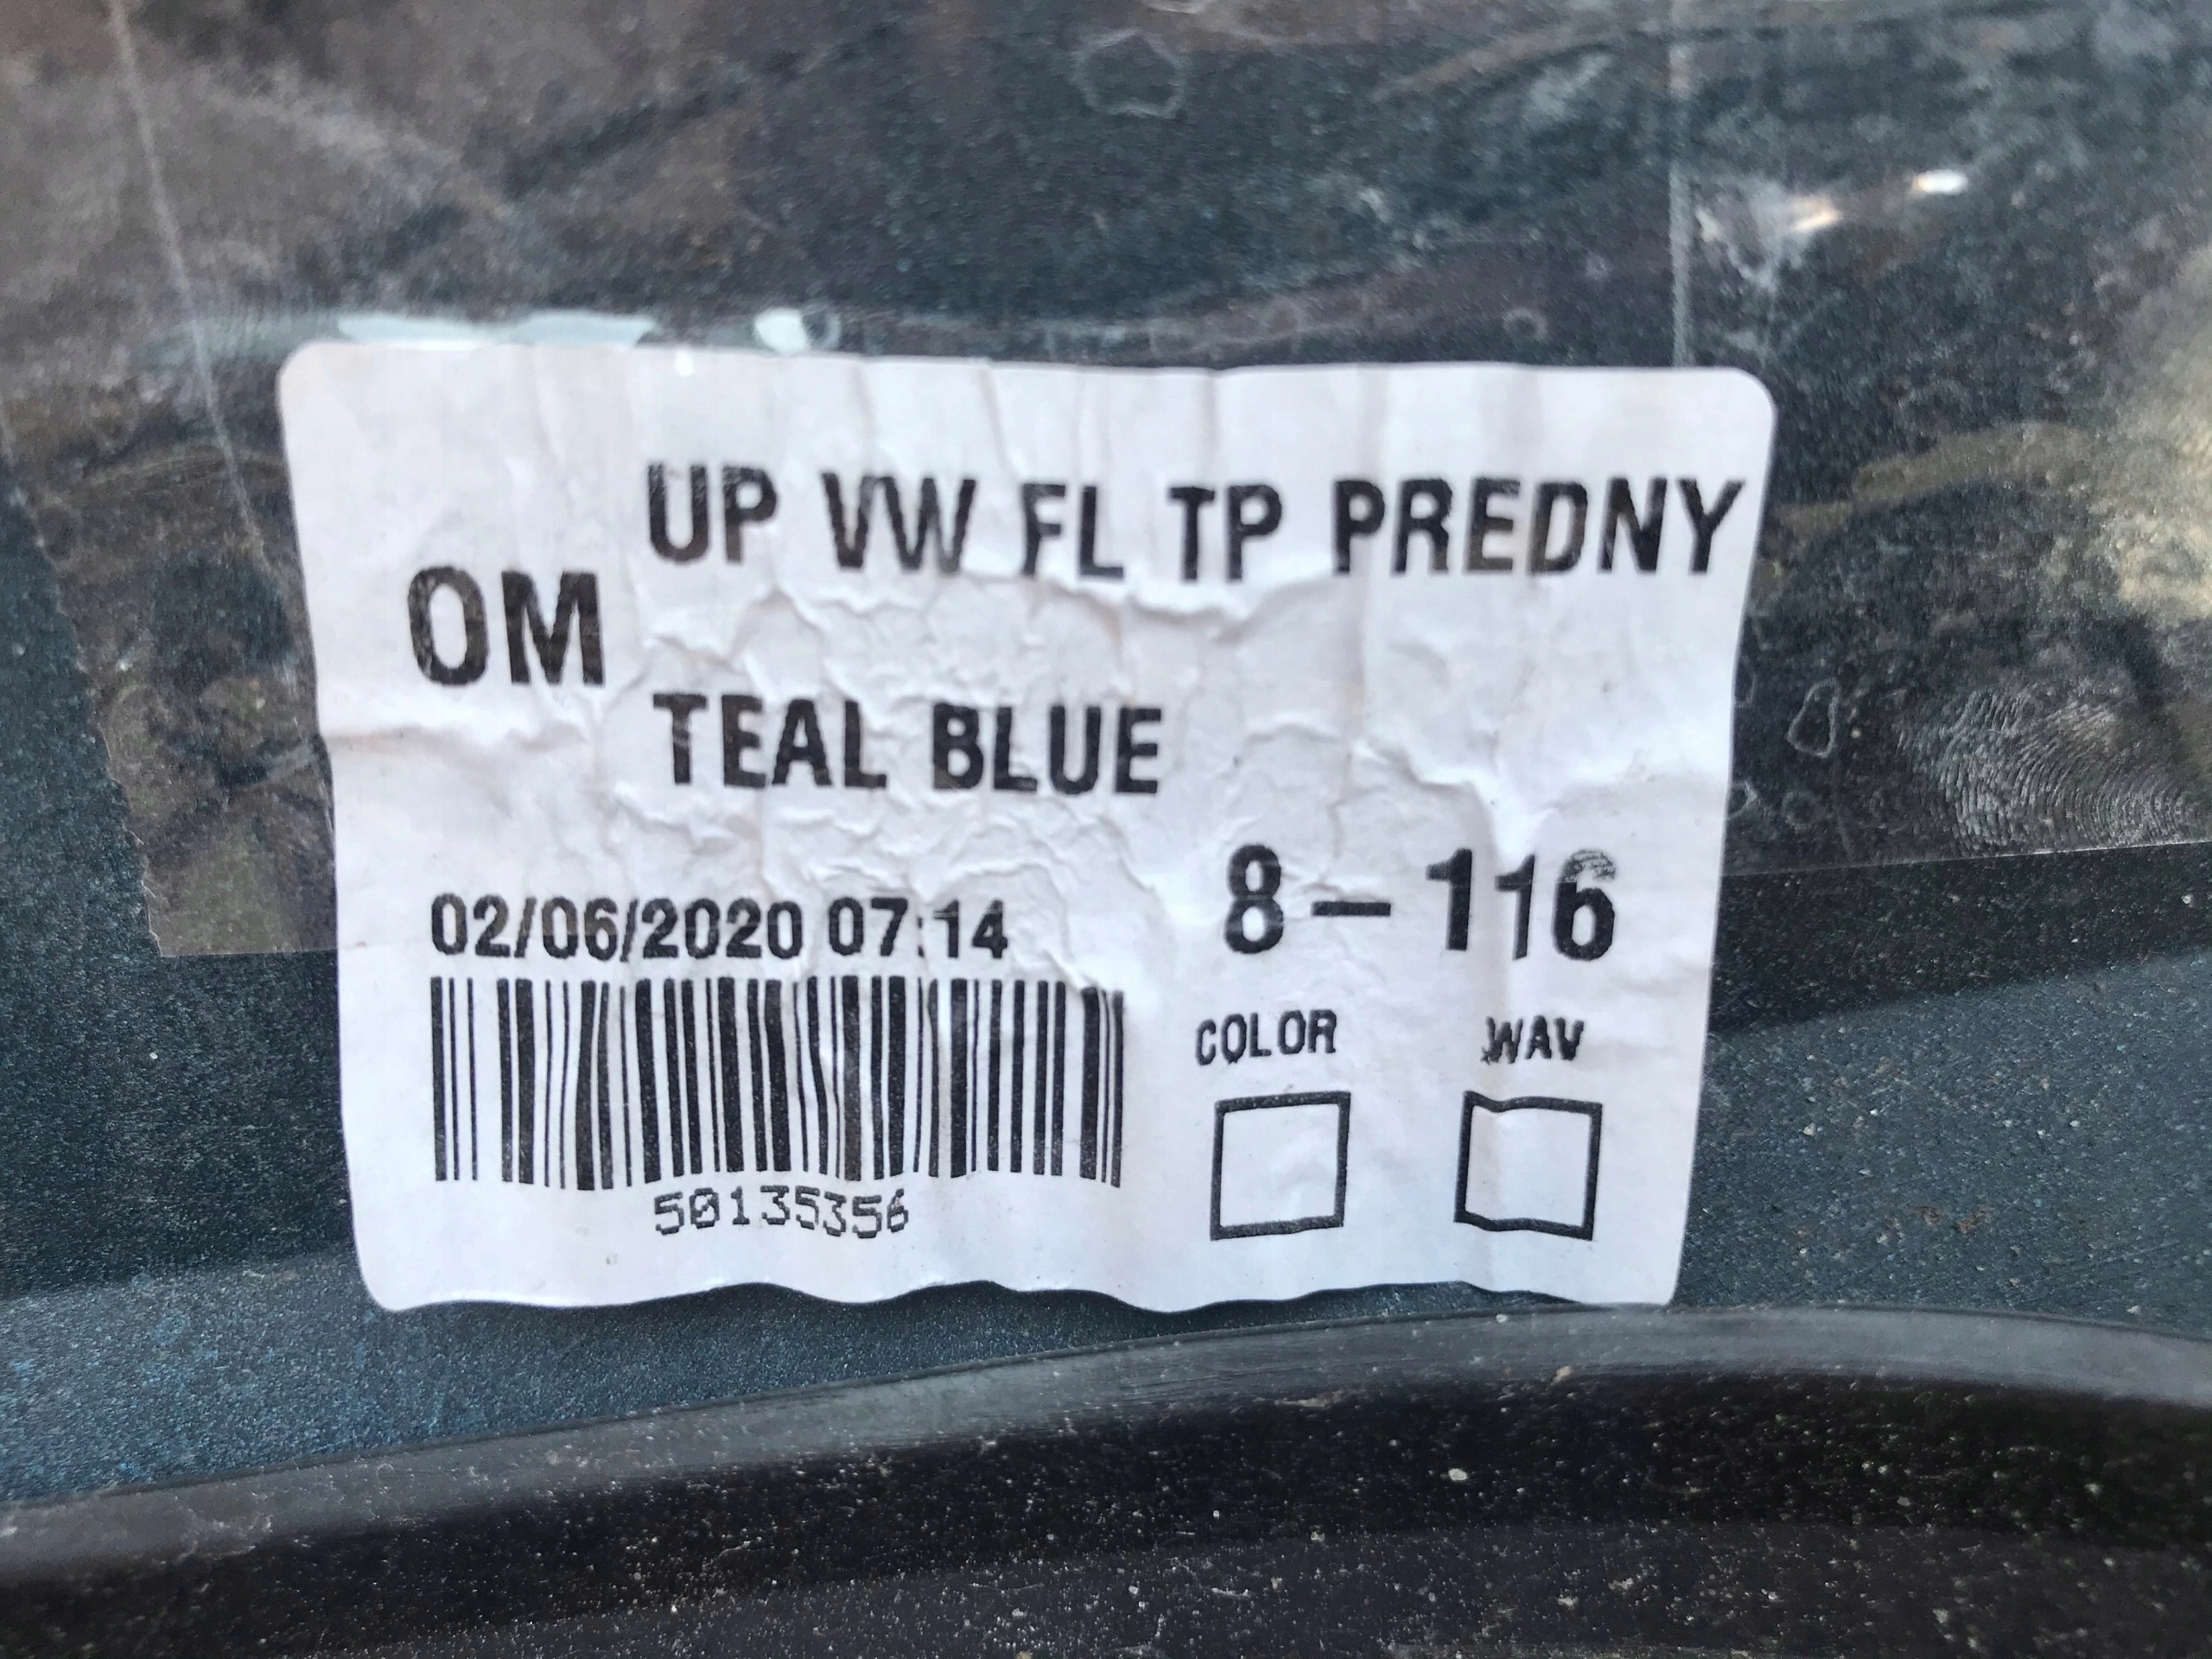 UP VW FL TP PREDNY
OM
TEAL BLUE
8-116
02/06/2020 07:14
COLOR WAV
50135356